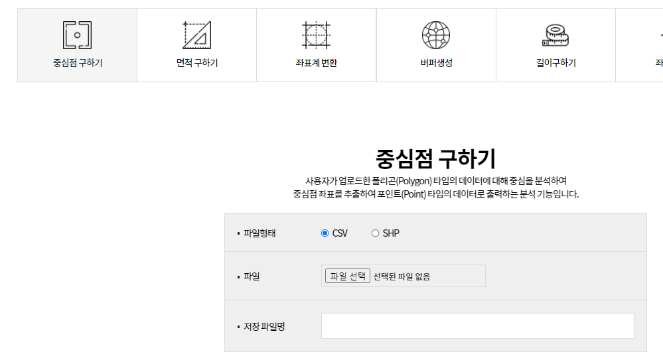 중심점 구하기
면적 구하기
좌표계 변환
버퍼생성
길이구하기
중심점 구하기
사용자가 업로드한 폴리곤(Polygon) 타입의 데이터에 대해 중심을 분석하여
중심점 좌표를 추출하여 포인트(Point) 타입의 데이터로 출력하는 분석 기능입니다.
• 파일형태 CSV SHP
• 파일 파일 선택 선택된 파일 없음
• 저장파일명